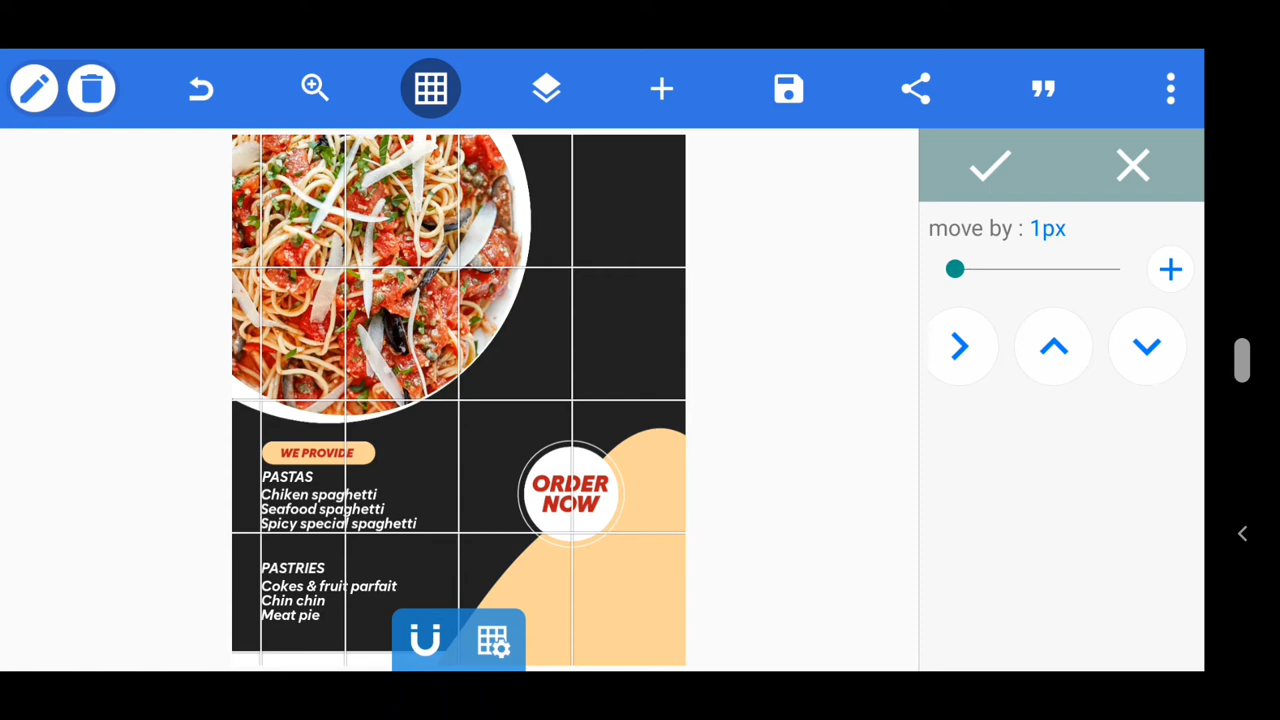 move by : 1px
WE PROVIDE
PASTAS
Chiken spaghetti
Seafood spaghetti
Spicy special spaghetti
ORDER
NOW
PASTRIES
Cokes & fruit parfait
Chin chin
Meat pie